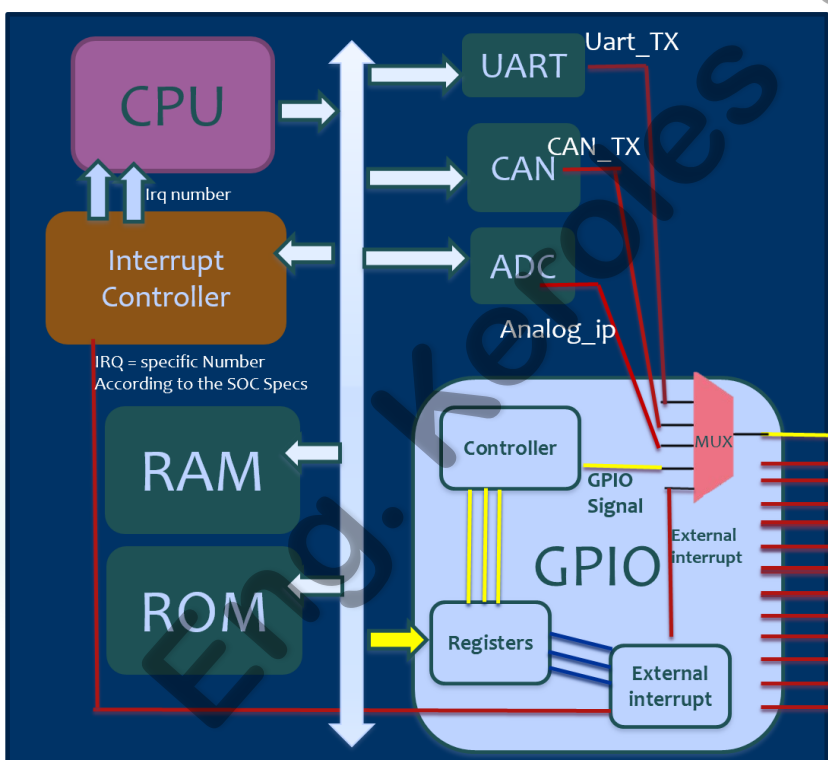 CPU
Irq number
Interrupt
Controller
IRQ = specific Number
According to the SOC Specs
RAM
ROM
Uart_TX
UART
CAN_TX
CAN
ADC
Analog_ip
Controller
MUX
GPIO
Signal
External
interrupt
GPIO
Registers
External
interrupt
Eng. Keroles